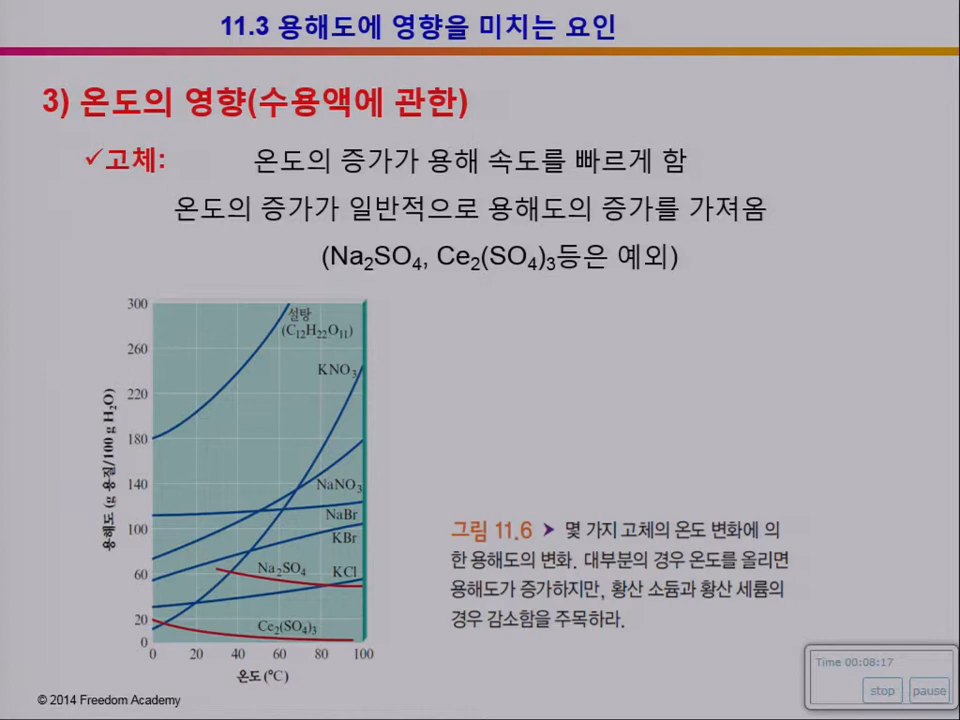 11.3 용해도에 영향을 미치는 요인
3) 온도의 영향(수용액에 관한)
✓고체: 온도의 증가가 용해 속도를 빠르게 함
온도의 증가가 일반적으로 용해도의 증가를 가져옴
(Na₂SO₄, Ce₂(SO₄)₃등은 예외)
용해도 (g 용질/100 g H₂O)
300
260
220
180
140
100
60
20
0
설탕
(C₁₂H₂₂O₁₁)
KNO₃
NaNO₃
NaBr
KBr
Na₂SO₄
KCl
Ce₂(SO₄)₃
0 20 40 60 80 100
온도 (°C)
그림 11.6 ➤ 몇 가지 고체의 온도 변화에 의
한 용해도의 변화. 대부분의 경우 온도를 올리면
용해도가 증가하지만, 황산 소듐과 황산 세륨의
경우 감소함을 주목하라.
Time 00:08:17
stop pause
© 2014 Freedom Academy